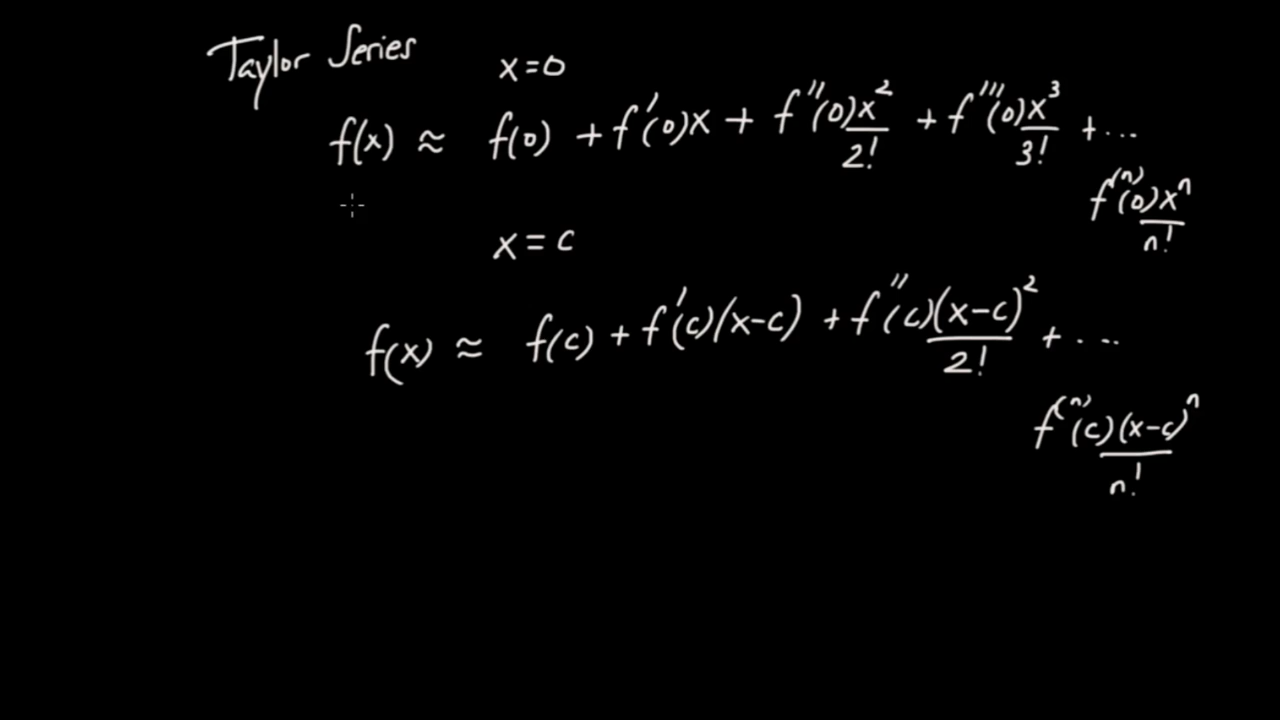 Taylor Series
x=0
f(x) ≈ f(0) + f'(0)x + f''(0)x²/2! + f'''(0)x³/3! + ...
f⁽ⁿ⁾(0)xⁿ/n!
x = c
f(x) ≈ f(c) + f'(c)(x-c) + f''(c)(x-c)²/2! + ...
f⁽ⁿ⁾(c)(x-c)ⁿ/n!